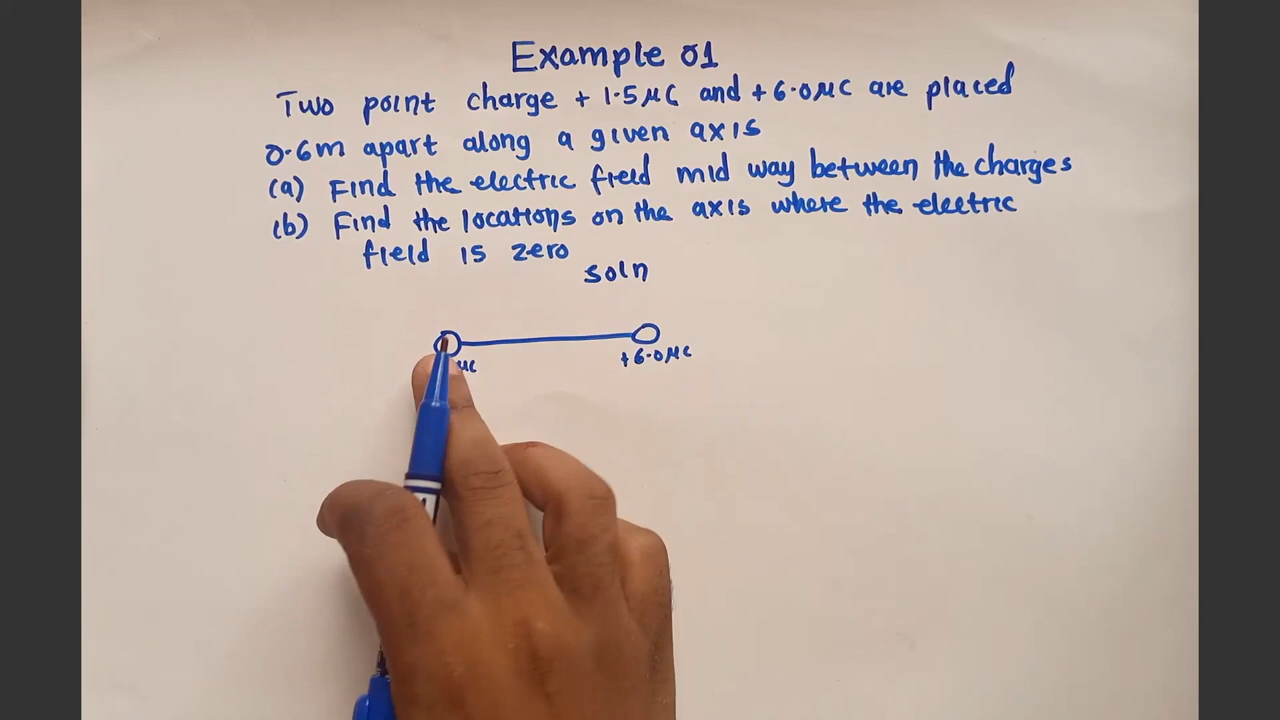 Example 01
Two point charge + 1.5μC and +6.0μC are placed
0.6m apart along a given axis
(a) Find the electric field mid way between the charges
(b) Find the locations on the axis where the electric
field is zero
soln
μC
+6.0μC